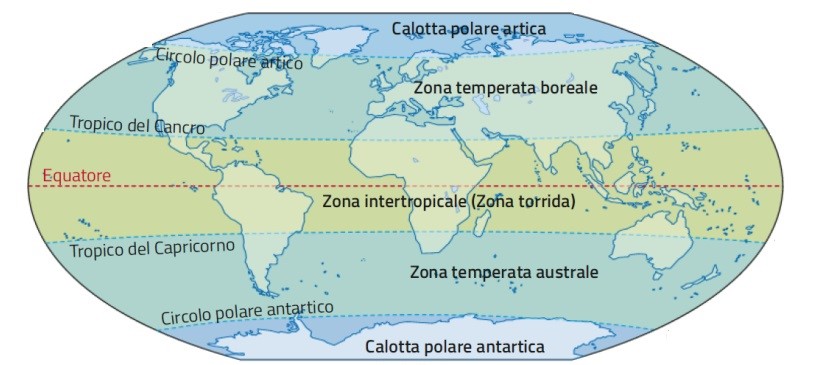 Calotta polare artica
Circolo polare artico
Zona temperata boreale
Tropico del Cancro
Equatore
Zona intertropicale (Zona torrida)
Tropico del Capricorno
Zona temperata australe
Circolo polare antartico
Calotta polare antartica